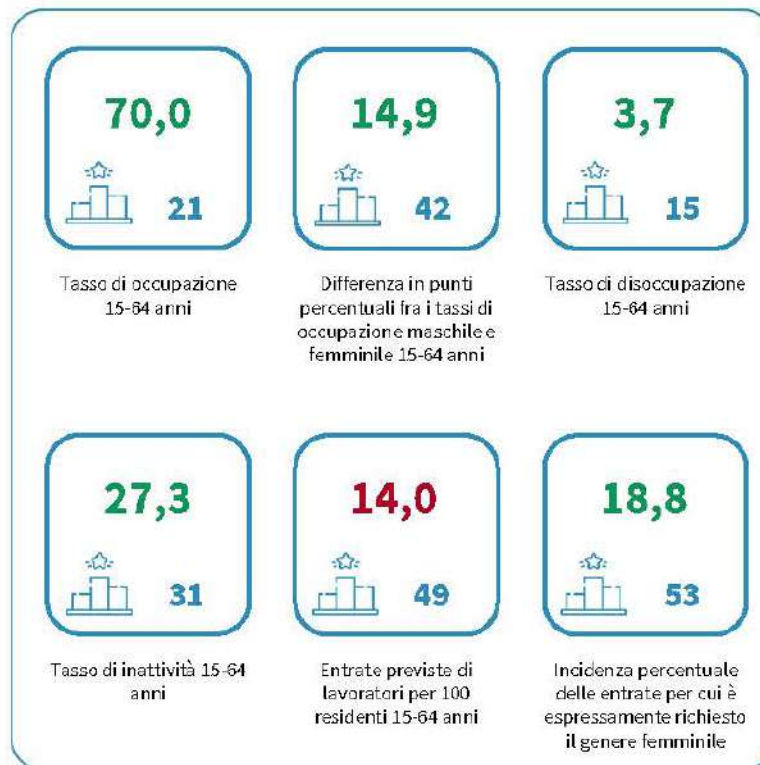 70,0
21
Tasso di occupazione
15-64 anni
14,9
42
Differenza in punti
percentuali fra i tassi di
occupazione maschile e
femminile 15-64 anni
3,7
15
Tasso di disoccupazione
15-64 anni
27,3
31
Tasso di inattività 15-64
anni
14,0
49
Entrate previste di
lavoratori per 100
residenti 15-64 anni
18,8
53
Incidenza percentuale
delle entrate per cui è
espressamente richiesto
il genere femminile